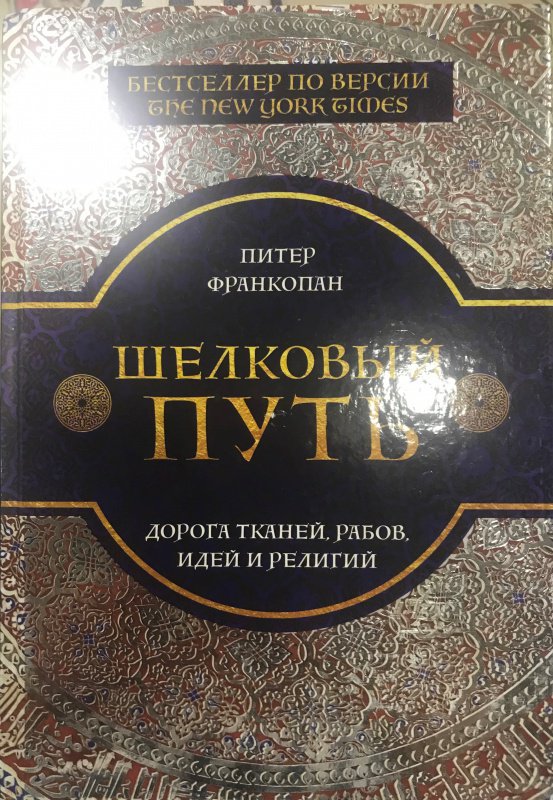 БЕСТСЕЛЛЕР ПО ВЕРСИИ
THE NEW YORK TIMES
ПИТЕР
ФРАНКОПАН
ШЕЛКОВЫЙ
ПУТЬ
ДОРОГА ТКАНЕЙ, РАБОВ,
ИДЕЙ И РЕЛИГИЙ